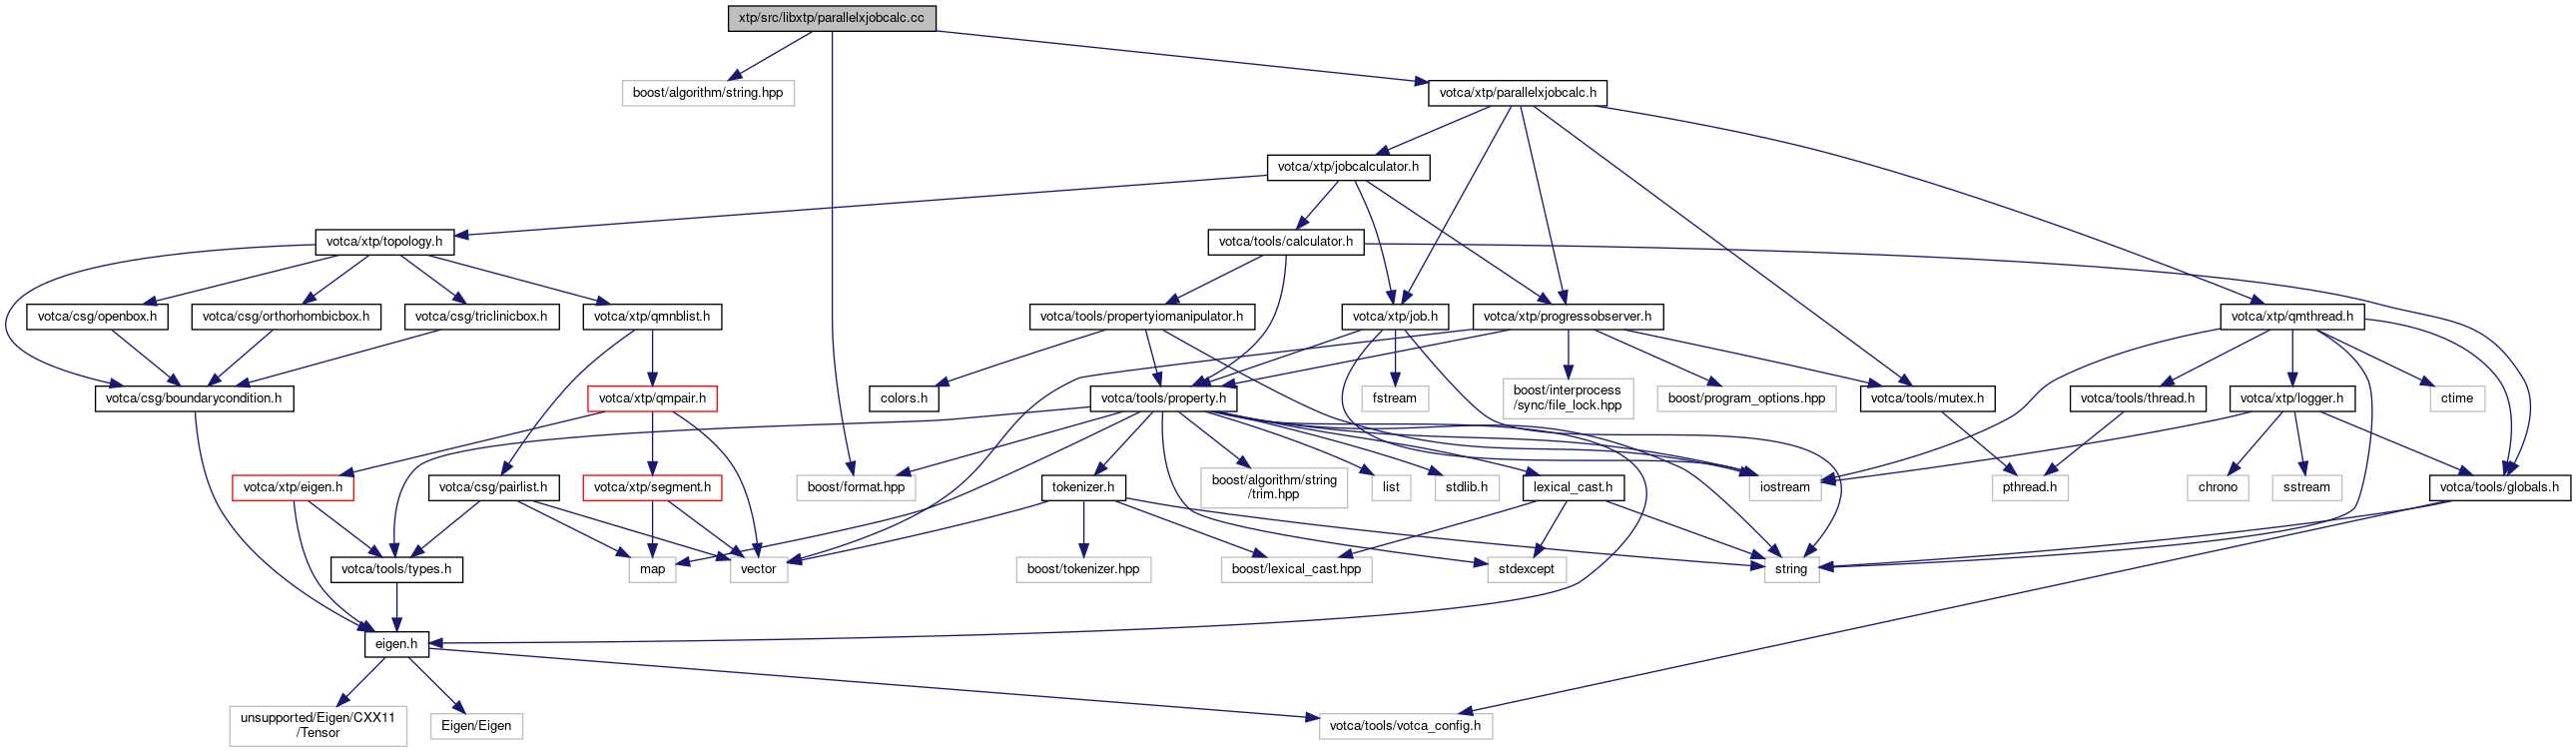 xtp/src/libxtp/parallelxjobcalc.cc
boost/algorithm/string.hpp
votca/xtp/parallelxjobcalc.h
votca/xtp/jobcalculator.h
votca/xtp/topology.h
votca/tools/calculator.h
votca/csg/openbox.h
votca/csg/orthorhombicbox.h
votca/csg/triclinicbox.h
votca/xtp/qmnblist.h
votca/tools/propertyiomanipulator.h
votca/xtp/job.h
votca/xtp/progressobserver.h
votca/xtp/qmthread.h
votca/csg/boundarycondition.h
votca/xtp/qmpair.h
colors.h
votca/tools/property.h
fstream
boost/interprocess
/sync/file_lock.hpp
boost/program_options.hpp
votca/tools/mutex.h
votca/tools/thread.h
votca/xtp/logger.h
ctime
votca/xtp/eigen.h
votca/csg/pairlist.h
votca/xtp/segment.h
boost/format.hpp
tokenizer.h
boost/algorithm/string
/trim.hpp
list
stdlib.h
lexical_cast.h
iostream
pthread.h
chrono
sstream
votca/tools/globals.h
votca/tools/types.h
map
vector
boost/tokenizer.hpp
boost/lexical_cast.hpp
stdexcept
string
eigen.h
unsupported/Eigen/CXX11
/Tensor
Eigen/Eigen
votca/tools/votca_config.h